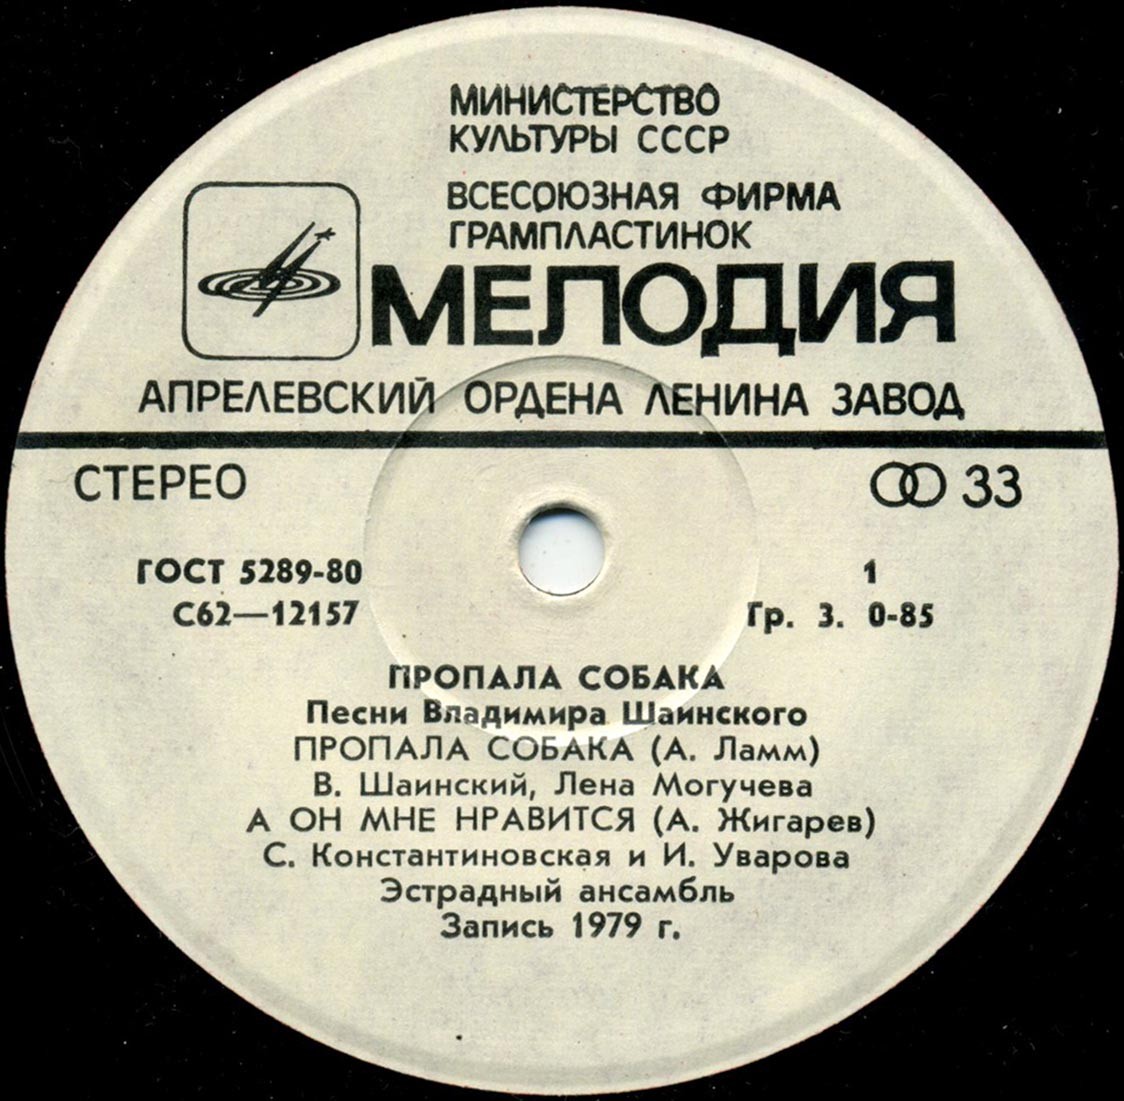 МИНИСТЕРСТВО
КУЛЬТУРЫ СССР
ВСЕСОЮЗНАЯ ФИРМА
ГРАМПЛАСТИНОК
МЕЛОДИЯ
АПРЕЛЕВСКИЙ ОРДЕНА ЛЕНИНА ЗАВОД
СТЕРЕО
33
ГОСТ 5289-80
1
С62—12157
Гр. 3. 0-85
ПРОПАЛА СОБАКА
Песни Владимира Шаинского
ПРОПАЛА СОБАКА (А. Ламм)
В. Шаинский, Лена Могучева
А ОН МНЕ НРАВИТСЯ (А. Жигарев)
С. Константиновская и И. Уварова
Эстрадный ансамбль
Запись 1979 г.